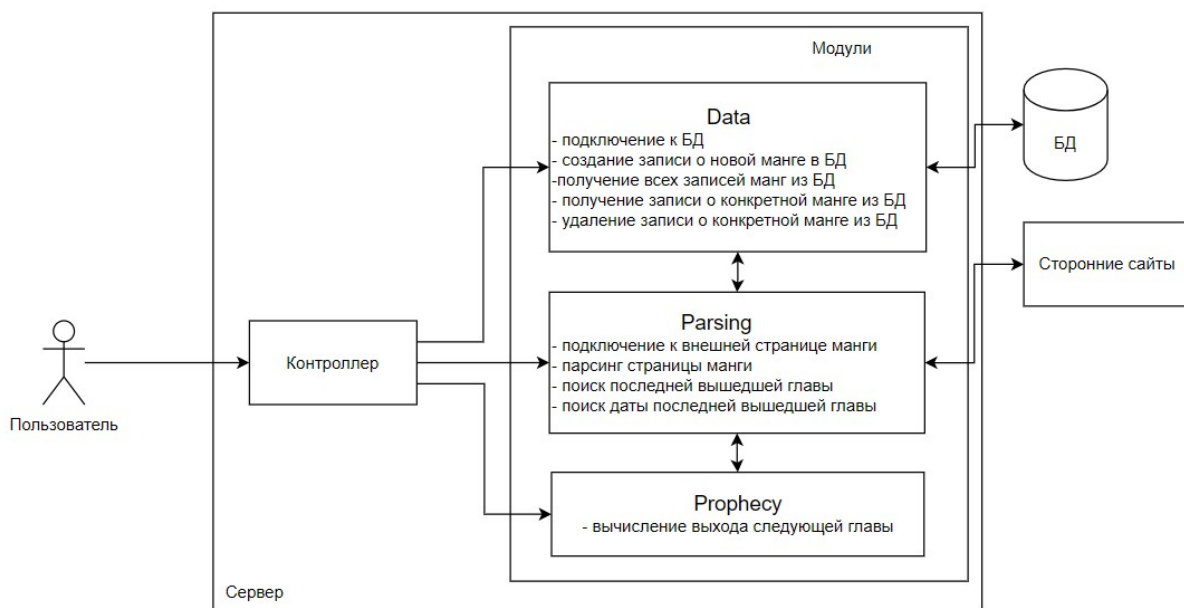 Модули
Data
- подключение к БД
- создание записи о новой манге в БД
-получение всех записей манг из БД
- получение записи о конкретной манге из БД
- удаление записи о конкретной манге из БД
БД
Сторонние сайты
Parsing
- подключение к внешней странице манги
- парсинг страницы манги
- поиск последней вышедшей главы
- поиск даты последней вышедшей главы
Контроллер
Пользователь
Prophecy
- вычисление выхода следующей главы
Сервер